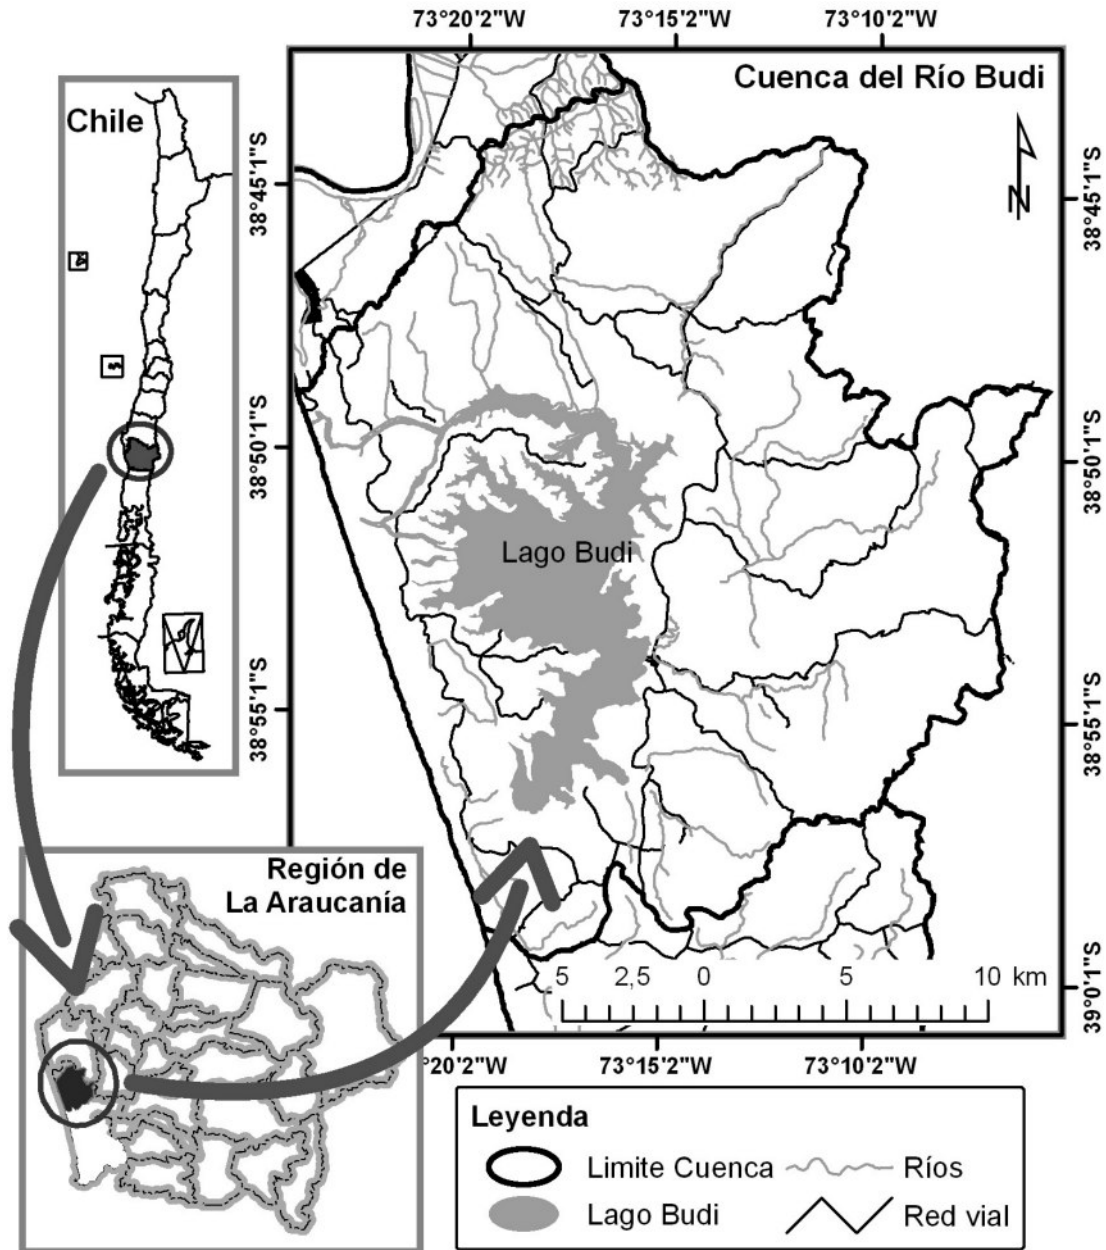 73°20'2"W 73°15'2"W 73°10'2"W
Cuenca del Río Budi
Chile
N
38°45'1"S
38°50'1"S
38°55'1"S
38°45'1"S
38°50'1"S
38°55'1"S
39°0'1"S
Lago Budi
Región de
La Araucanía
5 2,5 0 5 10 km
°20'2"W 73°15'2"W 73°10'2"W
Leyenda
Limite Cuenca Ríos
Lago Budi Red vial